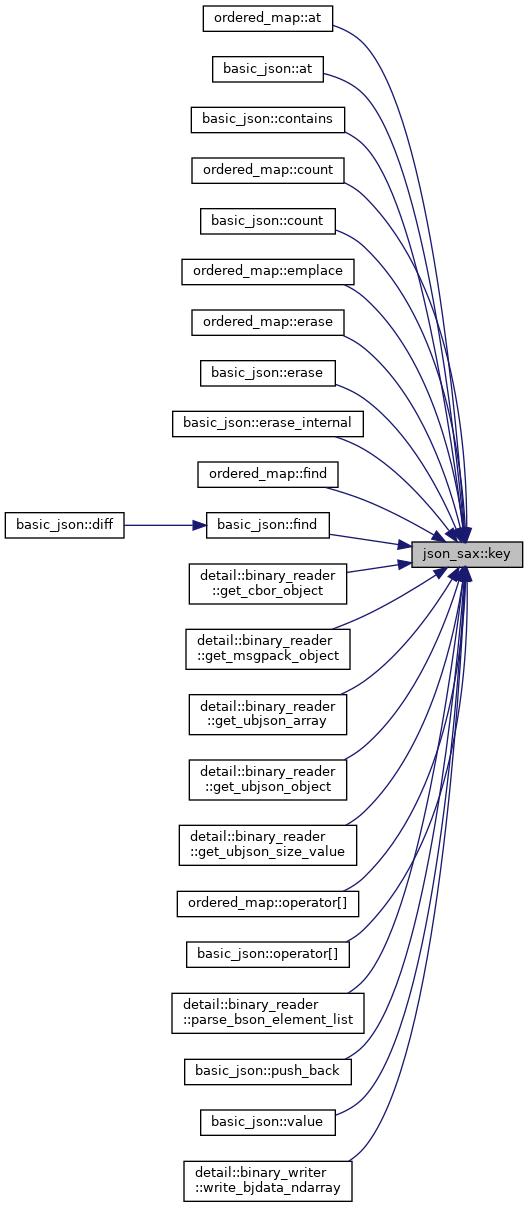 ordered_map::at
basic_json::at
basic_json::contains
ordered_map::count
basic_json::count
ordered_map::emplace
ordered_map::erase
basic_json::erase
basic_json::erase_internal
ordered_map::find
basic_json::diff
basic_json::find
json_sax::key
detail::binary_reader
::get_cbor_object
detail::binary_reader
::get_msgpack_object
detail::binary_reader
::get_ubjson_array
detail::binary_reader
::get_ubjson_object
detail::binary_reader
::get_ubjson_size_value
ordered_map::operator[]
basic_json::operator[]
detail::binary_reader
::parse_bson_element_list
basic_json::push_back
basic_json::value
detail::binary_writer
::write_bjdata_ndarray